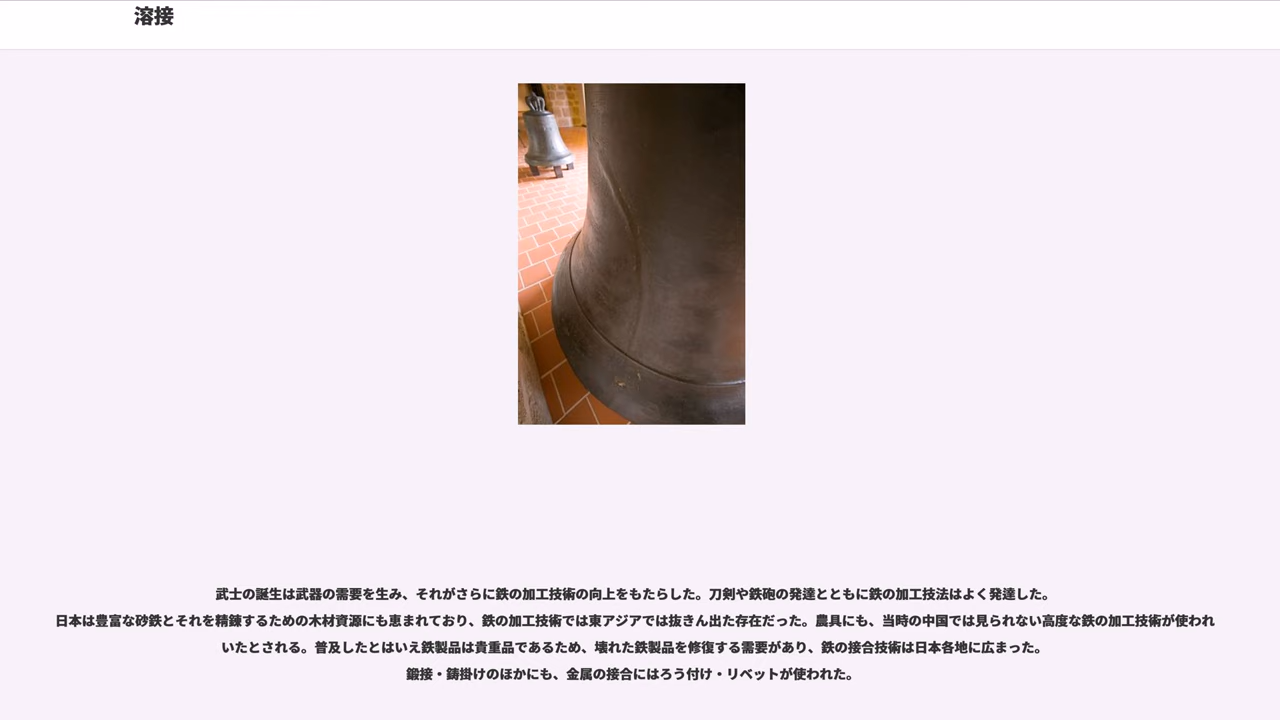 溶接
武士の誕生は武器の需要を生み、それがさらに鉄の加工技術の向上をもたらした。刀剣や鉄砲の発達とともに鉄の加工技法はよく発達した。
日本は豊富な砂鉄とそれを精錬するための木材資源にも恵まれており、鉄の加工技術では東アジアでは抜きん出た存在だった。農具にも、当時の中国では見られない高度な鉄の加工技術が使われ
いたとされる。普及したとはいえ鉄製品は貴重品であるため、壊れた鉄製品を修復する需要があり、鉄の接合技術は日本各地に広まった。
鍛接・鋳掛けのほかにも、金属の接合にはろう付け・リベットが使われた。